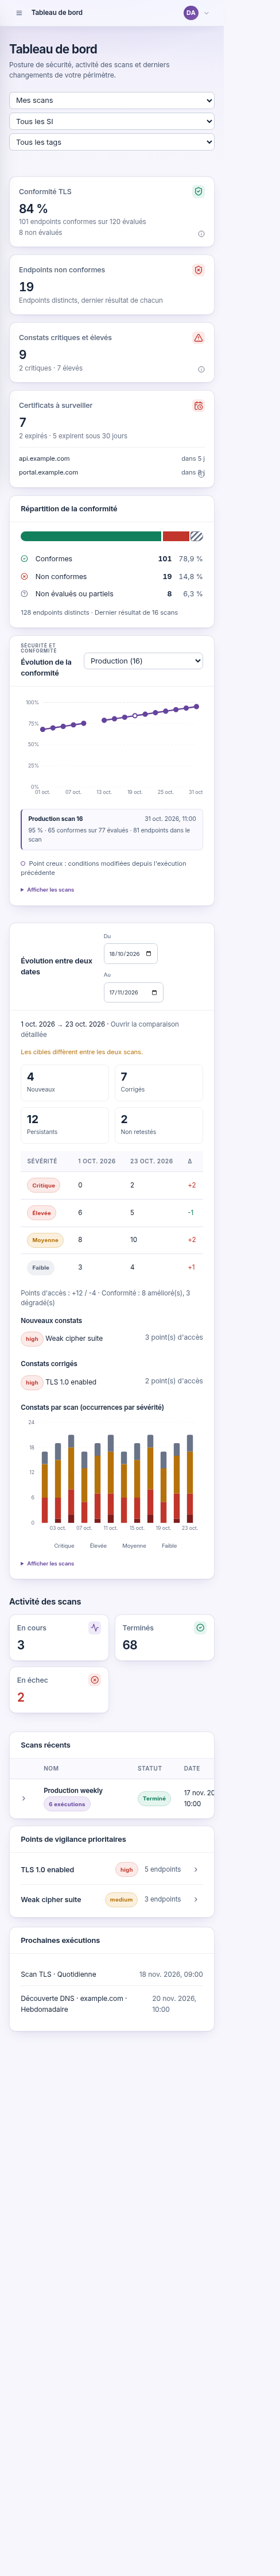 Tableau de bord
DA
Tableau de bord
Posture de sécurité, activité des scans et derniers
changements de votre périmètre.
Mes scans
Tous les SI
Tous les tags
Conformité TLS
84 %
101 endpoints conformes sur 120 évalués
8 non évalués
Endpoints non conformes
19
Endpoints distincts, dernier résultat de chacun
Constats critiques et élevés
9
2 critiques · 7 élevés
Certificats à surveiller
7
2 expirés · 5 expirent sous 30 jours
api.example.com dans 5 j
portal.example.com dans
Répartition de la conformité
Conformes 101 78,9 %
Non conformes 19 14,8 %
Non évalués ou partiels 8 6,3 %
128 endpoints distincts · Dernier résultat de 16 scans
SÉCURITÉ ET
CONFORMITÉ
Évolution de la
conformité
Production (16)
100%
75%
50%
25%
0%
01 oct. 07 oct. 13 oct. 19 oct. 25 oct. 31 oct
Production scan 16 31 oct. 2026, 11:00
95 % · 65 conformes sur 77 évalués · 81 endpoints dans le
scan
Point creux : conditions modifiées depuis l'exécution
précédente
Afficher les scans
Évolution entre deux
dates
Du
18/10/2026
Au
17/11/2026
1 oct. 2026 → 23 oct. 2026 · Ouvrir la comparaison
détaillée
Les cibles diffèrent entre les deux scans.
4
Nouveaux
7
Corrigés
12
Persistants
2
Non retestés
SÉVÉRITÉ 1 OCT. 2026 23 OCT. 2026 Δ
Critique 0 2 +2
Élevée 6 5 -1
Moyenne 8 10 +2
Faible 3 4 +1
Points d'accès : +12 / -4 · Conformité : 8 amélioré(s), 3
dégradé(s)
Nouveaux constats
high Weak cipher suite 3 point(s) d'accès
Constats corrigés
high TLS 1.0 enabled 2 point(s) d'accès
Constats par scan (occurrences par sévérité)
24
18
12
6
0
03 oct. 07 oct. 11 oct. 15 oct. 19 oct. 23 oct.
Critique Élevée Moyenne Faible
Afficher les scans
Activité des scans
En cours
3
Terminés
68
En échec
2
Scans récents
NOM STATUT DATE
Production weekly
6 exécutions
Terminé
17 nov. 20
10:00
Points de vigilance prioritaires
TLS 1.0 enabled high 5 endpoints
Weak cipher suite medium 3 endpoints
Prochaines exécutions
Scan TLS · Quotidienne 18 nov. 2026, 09:00
Découverte DNS · example.com ·
Hebdomadaire
20 nov. 2026,
10:00